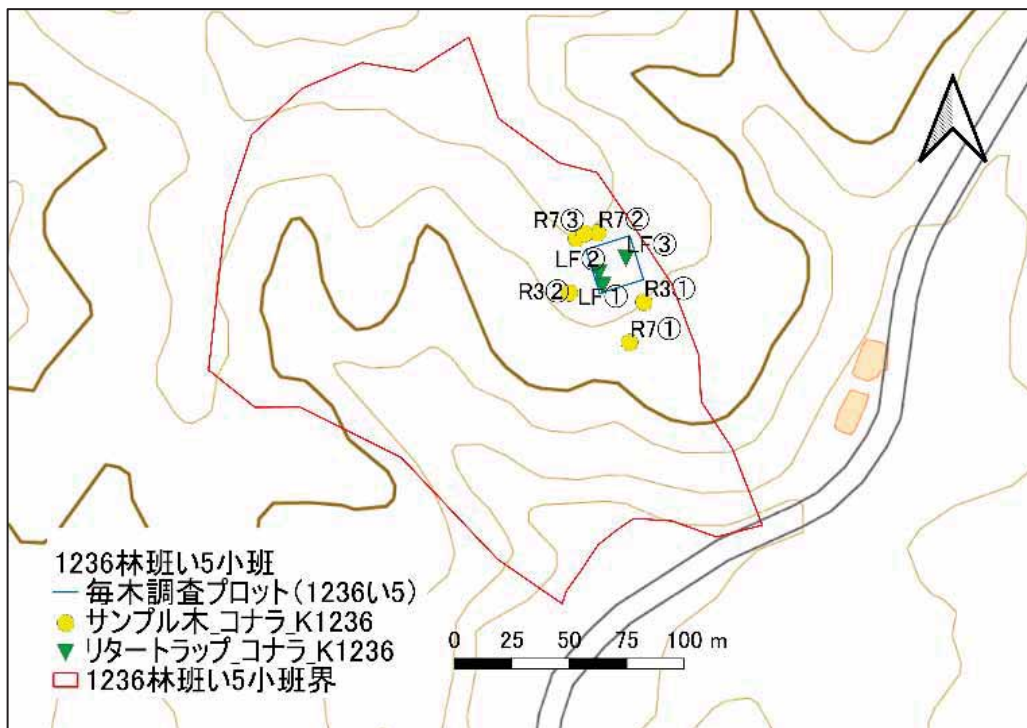 R7③ R7②
LF③
LF②
R3② LF① R3①
R7①
1236林班い5小班
毎木調査プロット(1236い5)
サンプル木_コナラ_K1236
リタートラップ_コナラ_K1236
1236林班い5小班界
0 25 50 75 100 m